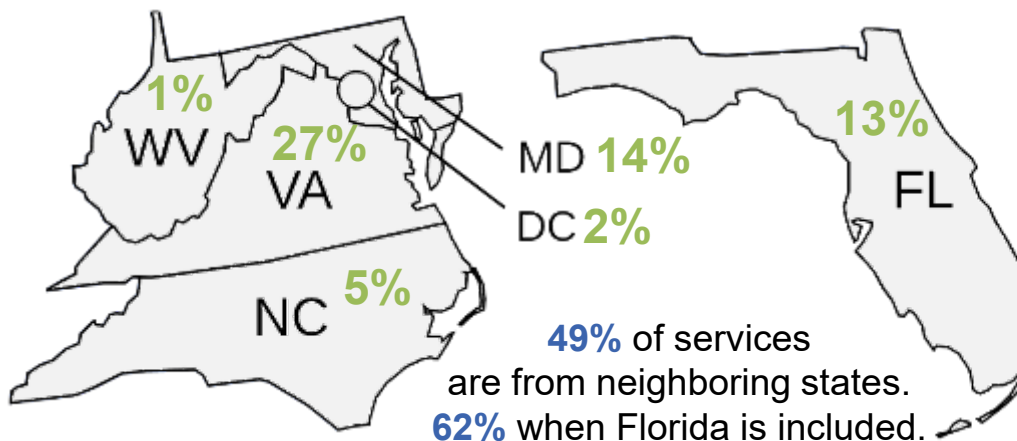 1%
WV
27%
VA
MD 14%
DC 2%
5%
NC
13%
FL
49% of services
are from neighboring states.
62% when Florida is included.